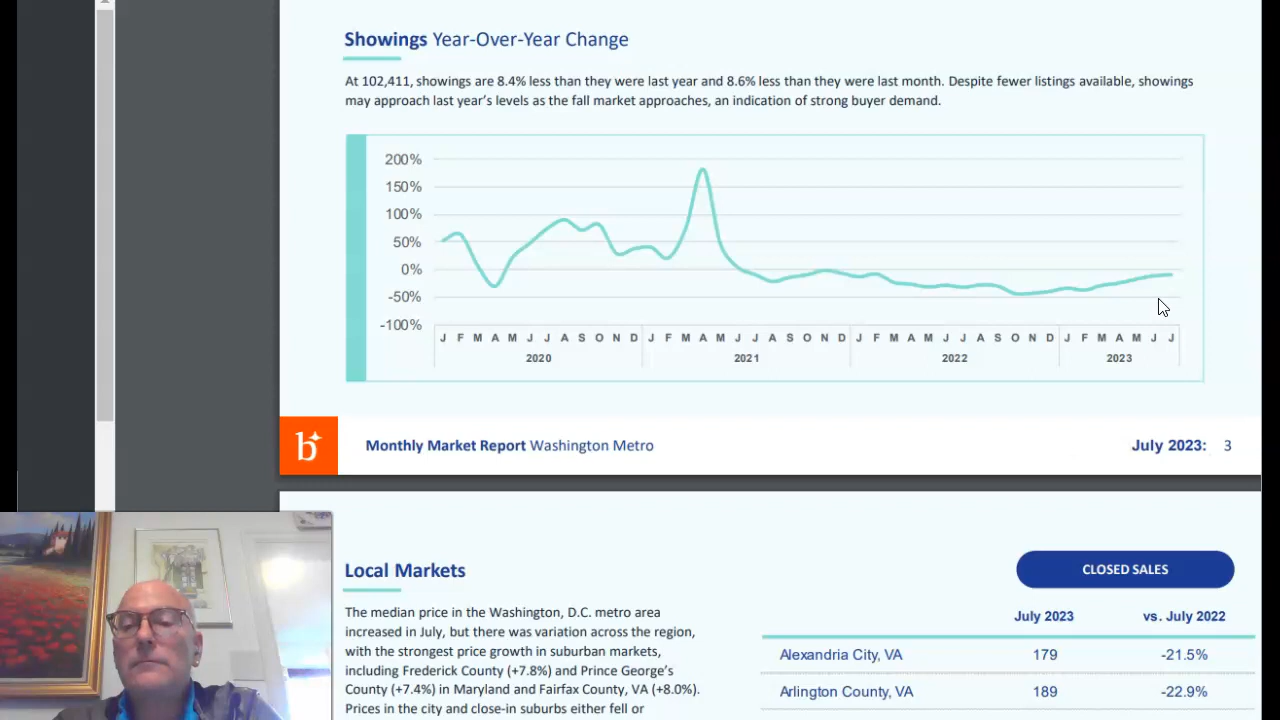 Showings Year-Over-Year Change
At 102,411, showings are 8.4% less than they were last year and 8.6% less than they were last month. Despite fewer listings available, showings
may approach last year's levels as the fall market approaches, an indication of strong buyer demand.
200%
150%
100%
50%
0%
-50%
-100%
J F M A M J J A S O N D J F M A M J J A S O N D J F M A M J J A S O N D J F M A M J J
2020 2021 2022 2023
b Monthly Market Report Washington Metro July 2023: 3
Local Markets
The median price in the Washington, D.C. metro area
increased in July, but there was variation across the region,
with the strongest price growth in suburban markets,
including Frederick County (+7.8%) and Prince George's
County (+7.4%) in Maryland and Fairfax County, VA (+8.0%).
Prices in the city and close-in suburbs either fell or
CLOSED SALES
July 2023 vs. July 2022
Alexandria City, VA 179 -21.5%
Arlington County, VA 189 -22.9%